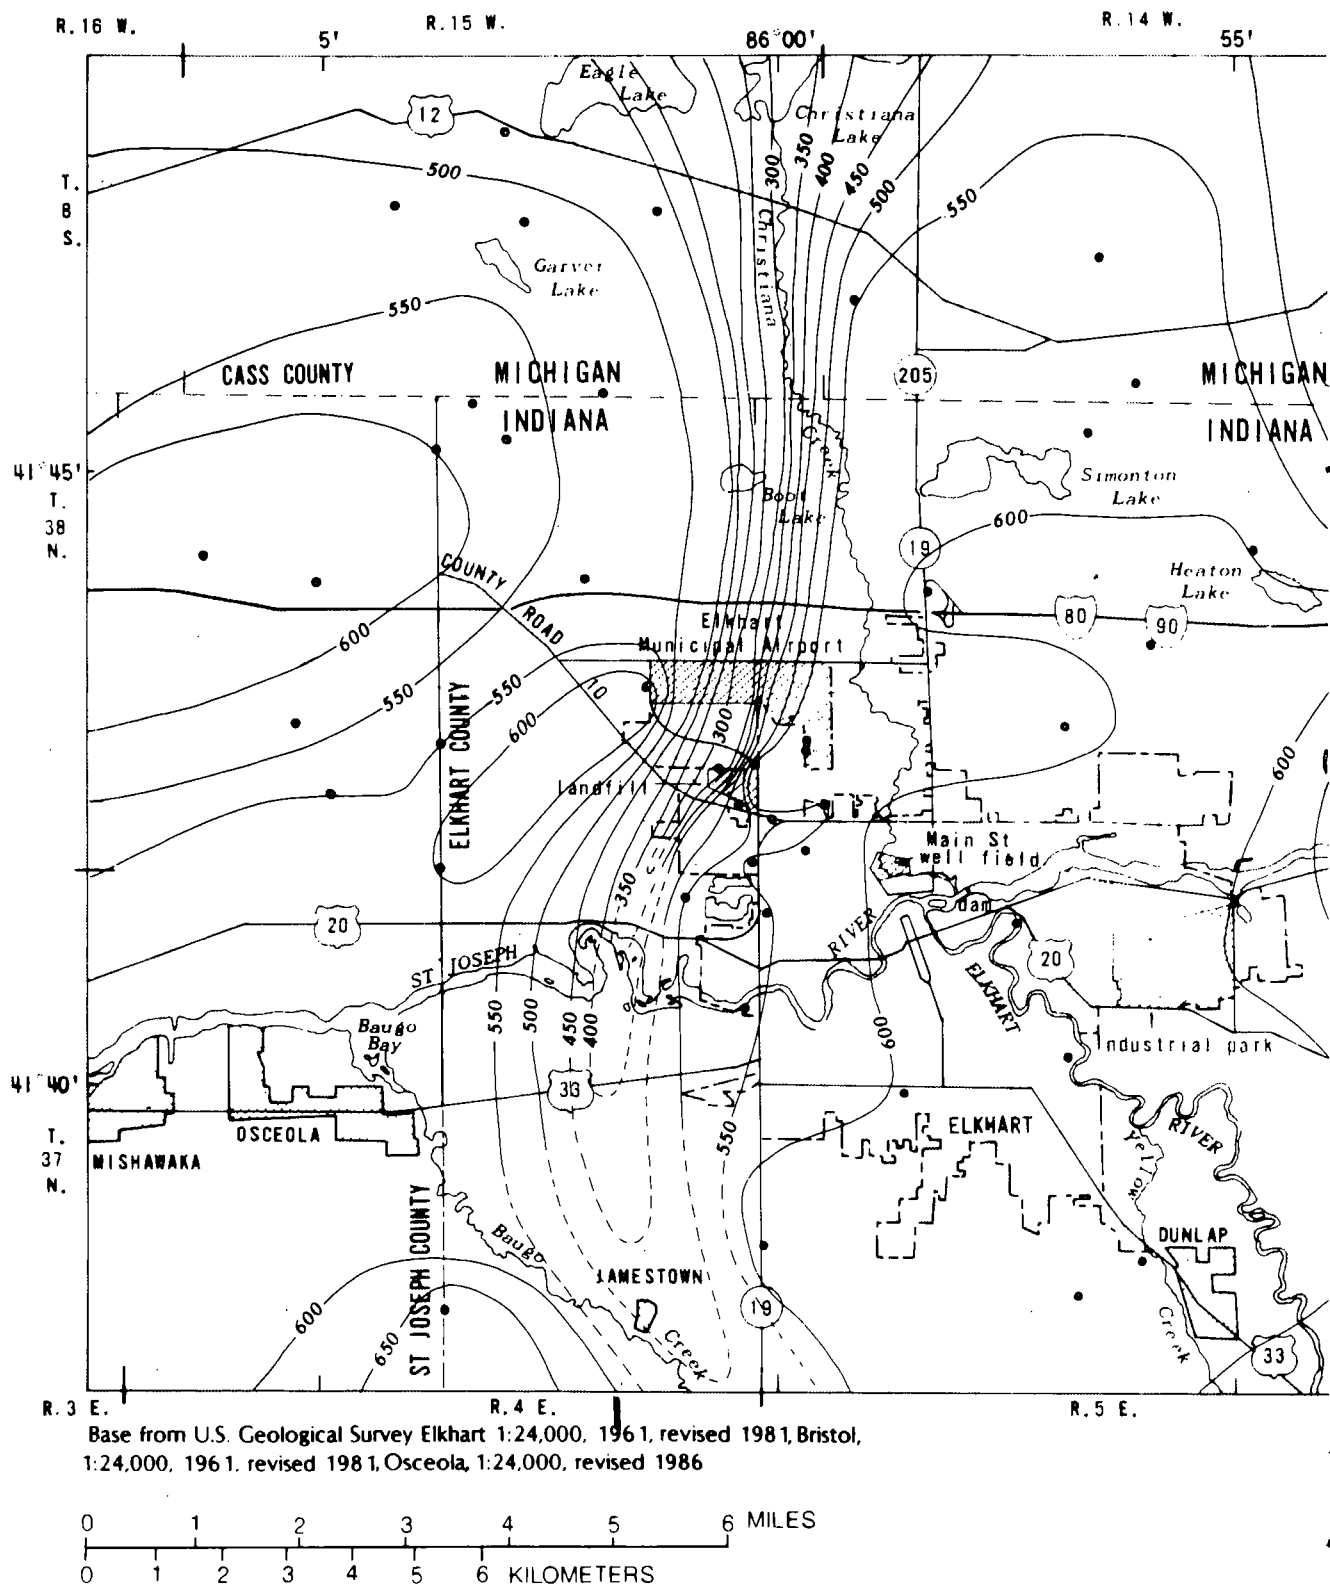 R.16 W.
R.15 W.
R.14 W.
5'
86°00'
55'
Eagle
Lake
12
Christiana
Lake
T.
8
S.
500
300
350
400
450
500
550
Christiana
Creek
Garver
Lake
550
CASS COUNTY
MICHIGAN
INDIANA
205
MICHIGAN
INDIANA
41°45'
T.
38
N.
Boot
Lake
Simonton
Lake
600
19
Heaton
Lake
COUNTY
ROAD
10
Elkhart
Municipal Airport
80
90
600
550
550
600
300
ELKHART COUNTY
landfill
600
Main St
well field
350
dam
20
ST JOSEPH
RIVER
ELKHART
20
550
500
450
400
600
Baugo
Bay
Industrial park
41°40'
33
OSCEOLA
ELKHART
RIVER
550
T.
37
N.
MISHAWAKA
Yellow
Creek
ST JOSEPH COUNTY
Baugo
Creek
DUNLAP
JAMESTOWN
600
650
19
33
R.3 E.
R.4 E.
R.5 E.
Base from U.S. Geological Survey Elkhart 1:24,000, 1961, revised 1981, Bristol,
1:24,000, 1961, revised 1981, Osceola, 1:24,000, revised 1986
0 1 2 3 4 5 6 MILES
0 1 2 3 4 5 6 KILOMETERS